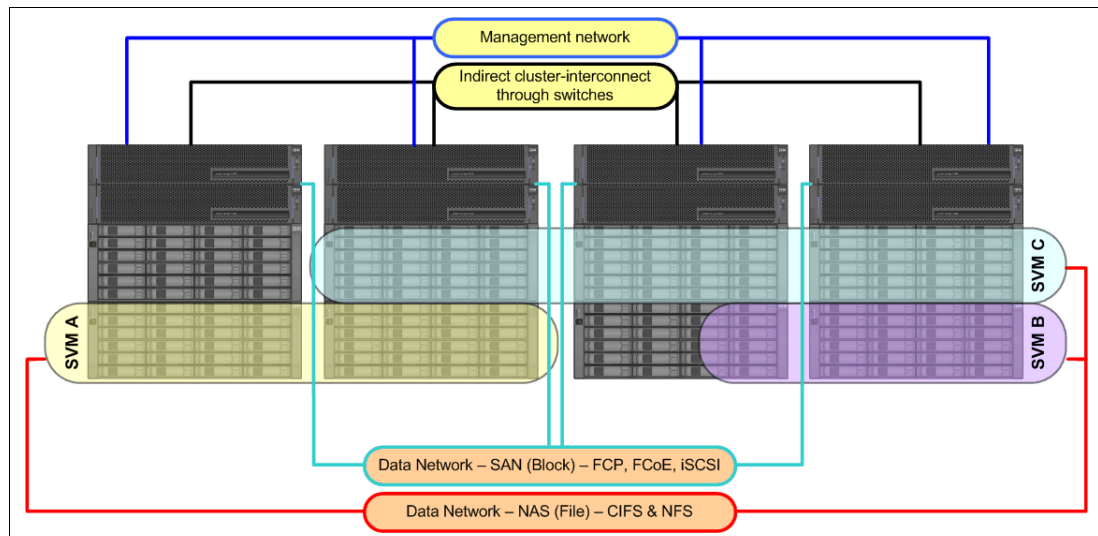 Management network
Indirect cluster-interconnect
through switches
SVM C
SVM A
SVM B
Data Network – SAN (Block) – FCP, FCoE, iSCSI
Data Network – NAS (File) – CIFS & NFS